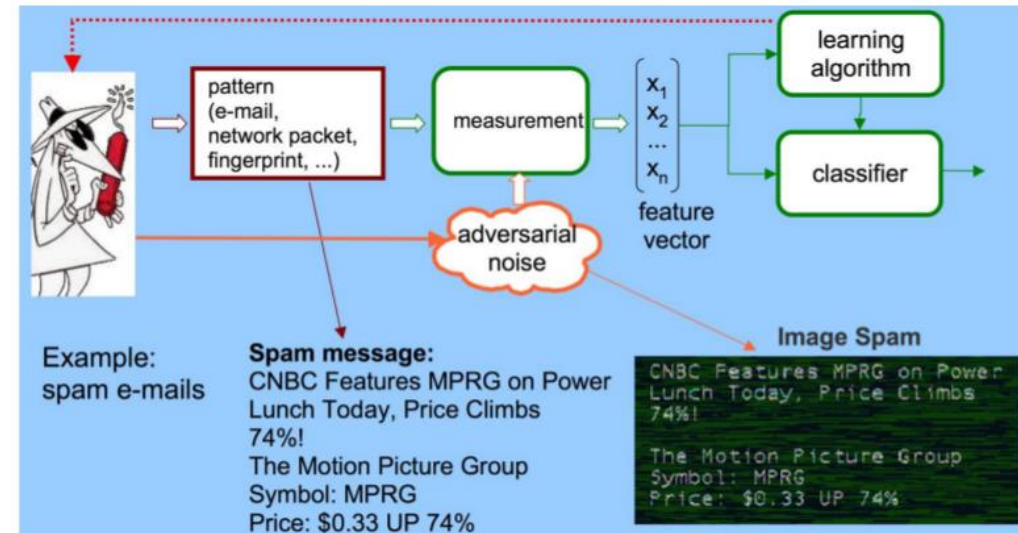 learning
algorithm
pattern
(e-mail,
network packet,
fingerprint, ...)
measurement
x1
x2
...
xn
feature
vector
classifier
adversarial
noise
Example:
spam e-mails
Spam message:
CNBC Features MPRG on Power
Lunch Today, Price Climbs
74%!
The Motion Picture Group
Symbol: MPRG
Price: $0.33 UP 74%
Image Spam
CNBC Features MPRG on Power
Lunch Today, Price Climbs
74%!
The Motion Picture Group
Symbol: MPRG
Price: $0.33 UP 74%